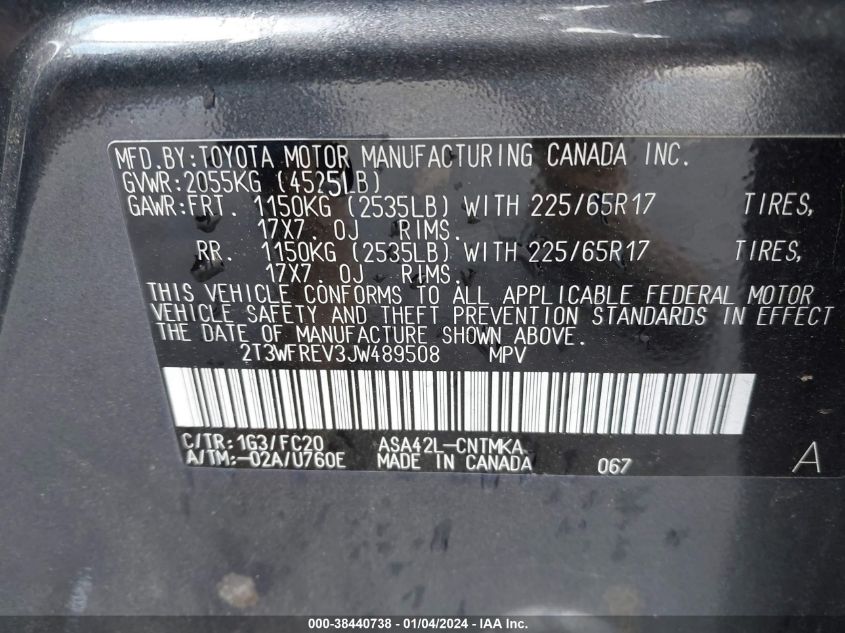 MFD.BY:TOYOTA MOTOR MANUFACTURING CANADA INC.
GVWR:2055KG (4525LB)
GAWR:FRT. 1150KG (2535LB) WITH 225/65R17 TIRES,
17X7.0J RIMS.
RR. 1150KG (2535LB) WITH 225/65R17 TIRES,
17X7.0J RIMS.
THIS VEHICLE CONFORMS TO ALL APPLICABLE FEDERAL MOTOR
VEHICLE SAFETY AND THEFT PREVENTION STANDARDS IN EFFECT
THE DATE OF MANUFACTURE SHOWN ABOVE.
2T3WFREV3JW489508 MPV
C/TR:1G3/FC20 ASA42L-CNTMKA
A/TM:-02A/U760E MADE IN CANADA 067 A
000-38440738 - 01/04/2024 - IAA Inc.